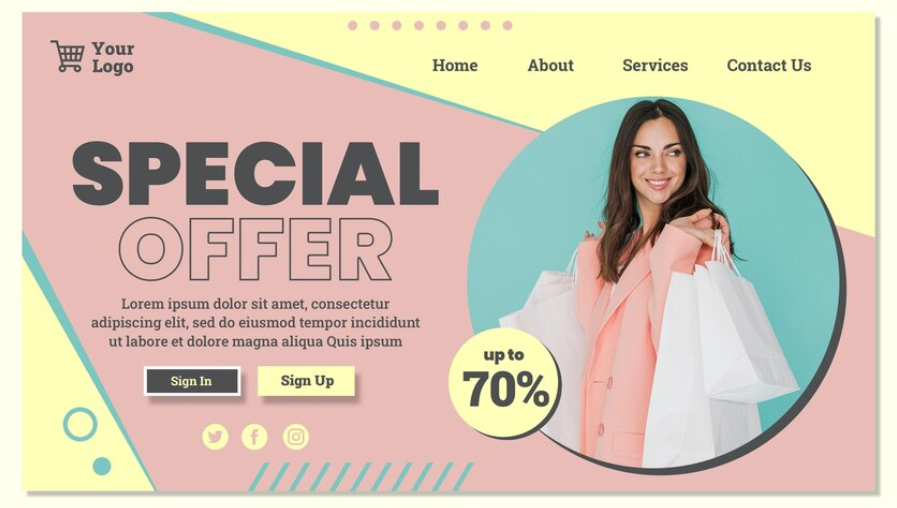 Your
Logo
Home About Services Contact Us
SPECIAL
OFFER
Lorem ipsum dolor sit amet, consectetur
adipiscing elit, sed do eiusmod tempor incididunt
ut labore et dolore magna aliqua Quis ipsum
Sign In Sign Up
up to
70%